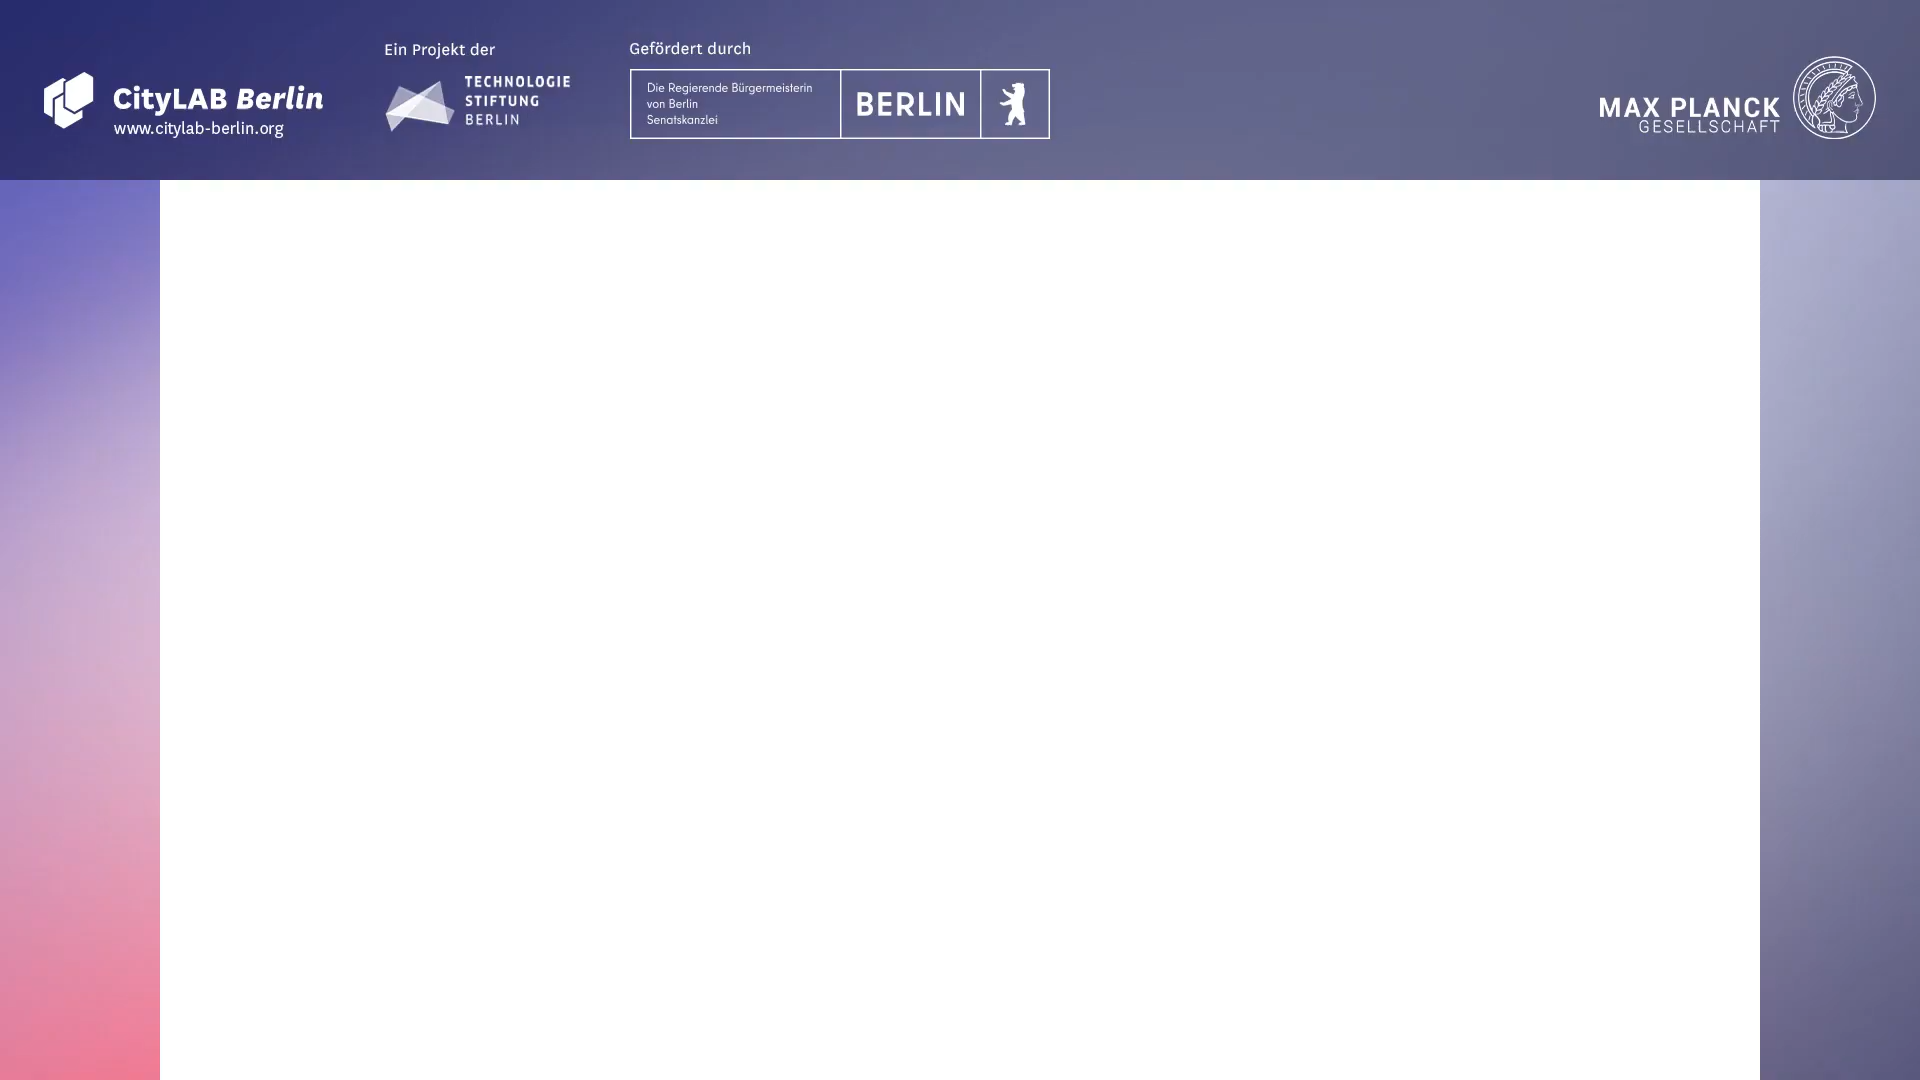 Ein Projekt der
Gefördert durch
CityLAB Berlin
www.citylab-berlin.org
TECHNOLOGIE
STIFTUNG
BERLIN
Die Regierende Bürgermeisterin
von Berlin
Senatskanzlei
BERLIN
MAX PLANCK
GESELLSCHAFT